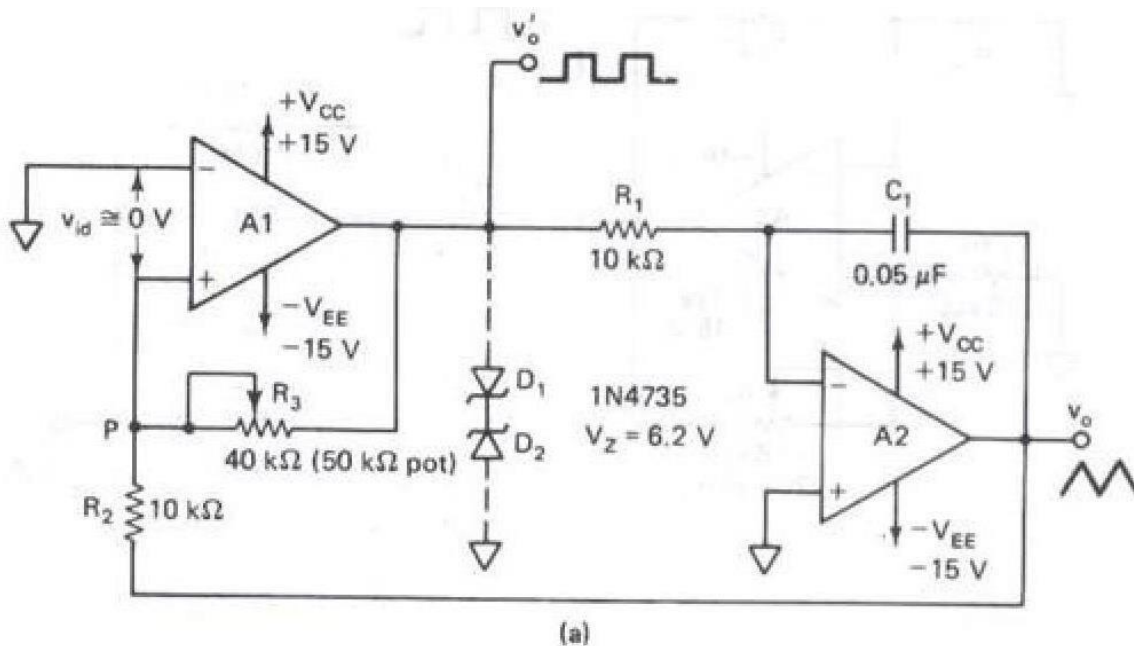 v'o
+VCC
+15 V
−
vid ≅ 0 V
A1
+
−VEE
−15 V
R1
10 kΩ
C1
0.05 µF
P
R3
40 kΩ (50 kΩ pot)
D1
D2
1N4735
VZ = 6.2 V
+VCC
+15 V
−
A2
+
vo
−VEE
−15 V
R2
10 kΩ
(a)